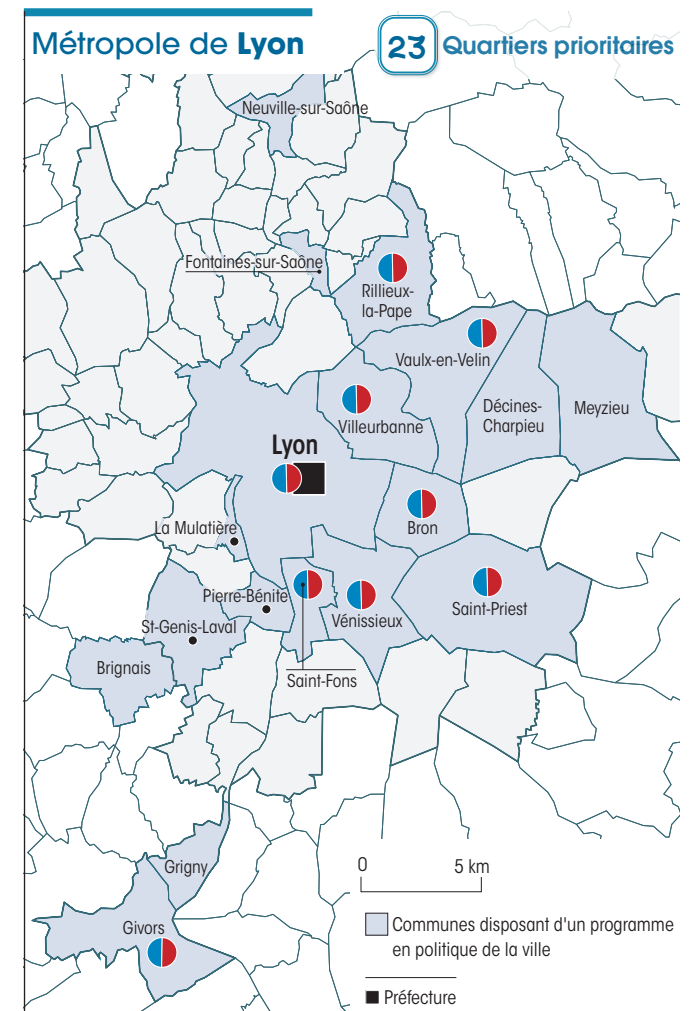 Métropole de Lyon
23 Quartiers prioritaires
Neuville-sur-Saône
Fontaines-sur-Saône
Rillieux-
la-Pape
Vaulx-en-Velin
Villeurbanne
Décines-
Charpieu
Meyzieu
Lyon
Bron
La Mulatière
Pierre-Bénite
Vénissieux
Saint-Priest
St-Genis-Laval
Brignais
Saint-Fons
Grigny
Givors
0 5 km
Communes disposant d'un programme
en politique de la ville
Préfecture